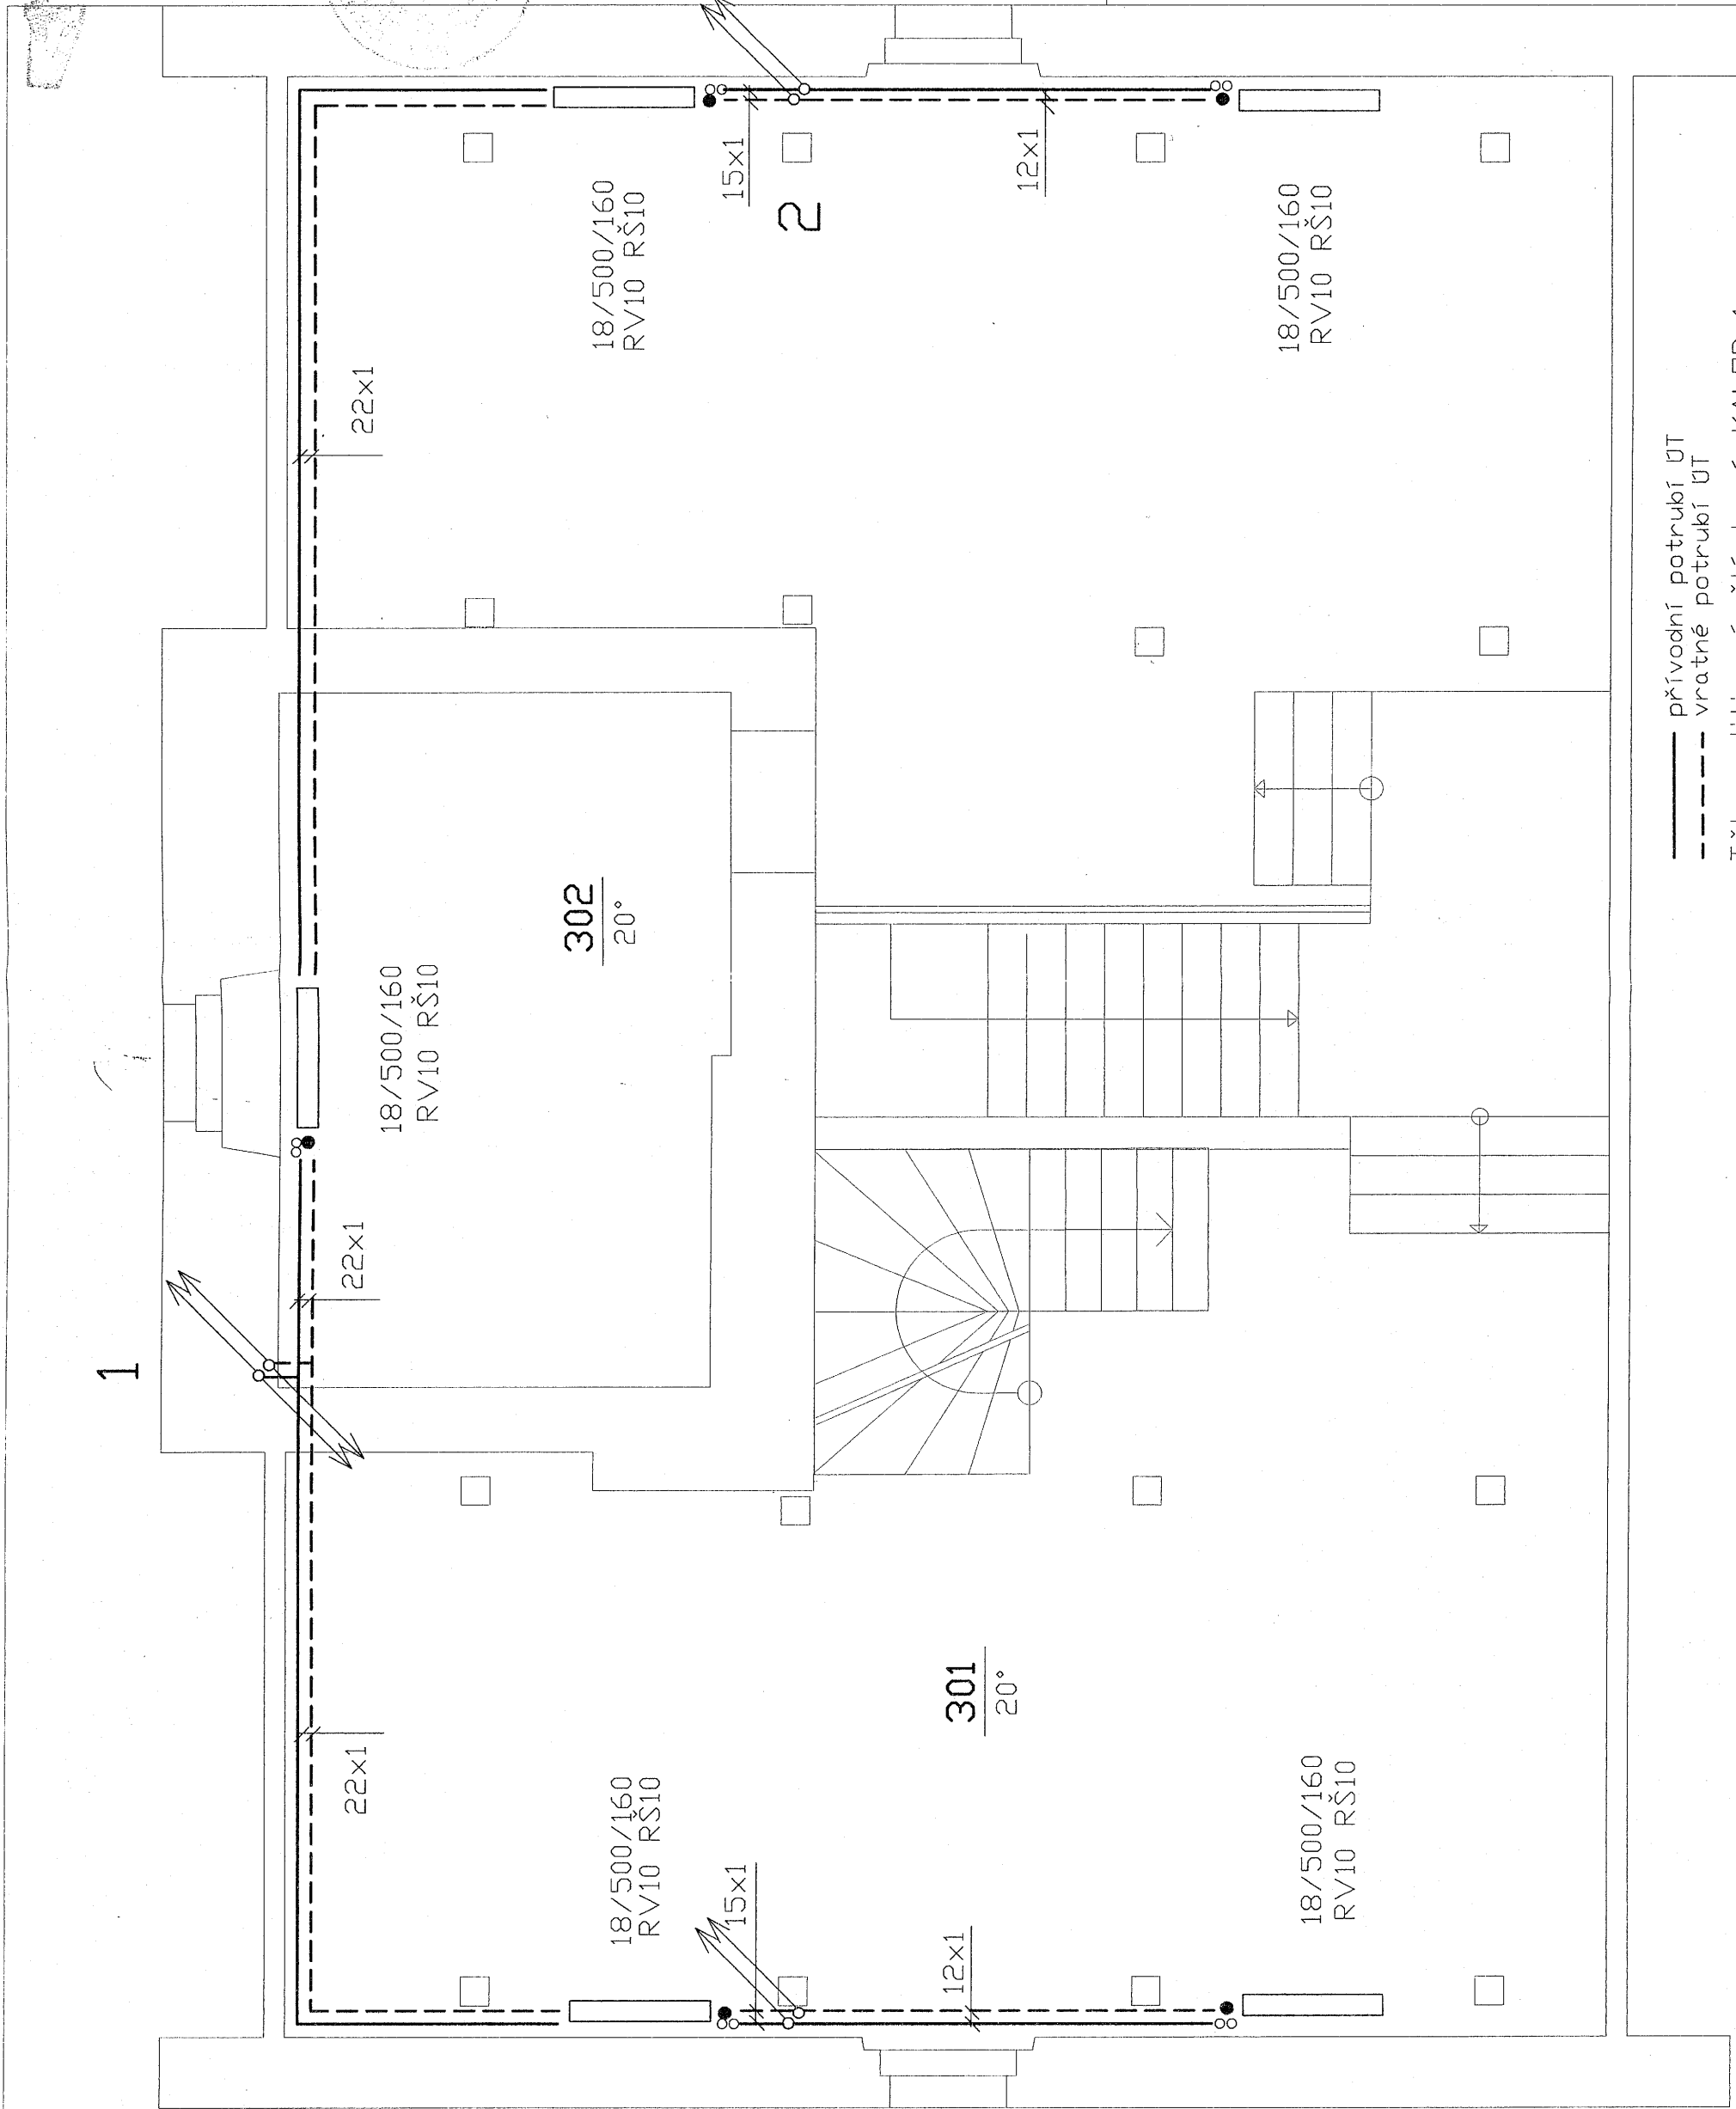 1
22x1
22x1
22x1
18/500/160
RV10 RŠ10
302
20°
18/500/160
RV10 RŠ10
15x1
2
12x1
18/500/160
RV10 RŠ10
301
20°
18/500/160
RV10 RŠ10
15x1
12x1
18/500/160
RV10 RŠ10
přívodní potrubí ÚT
vratné potrubí ÚT